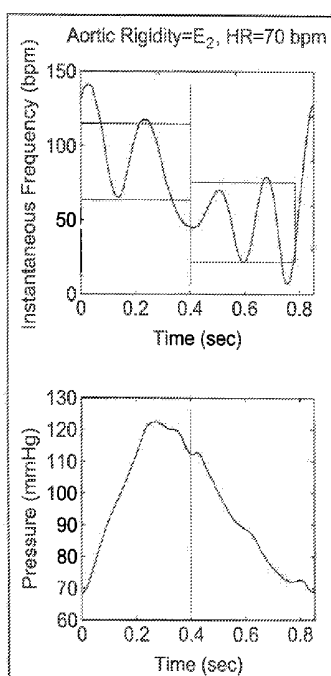 Aortic Rigidity=E₂, HR=70 bpm
Instantaneous Frequency (bpm)
150
100
50
0
0 0.2 0.4 0.6 0.8
Time (sec)
Pressure (mmHg)
130
120
110
100
90
80
70
60
0 0.2 0.4 0.6 0.8
Time (sec)